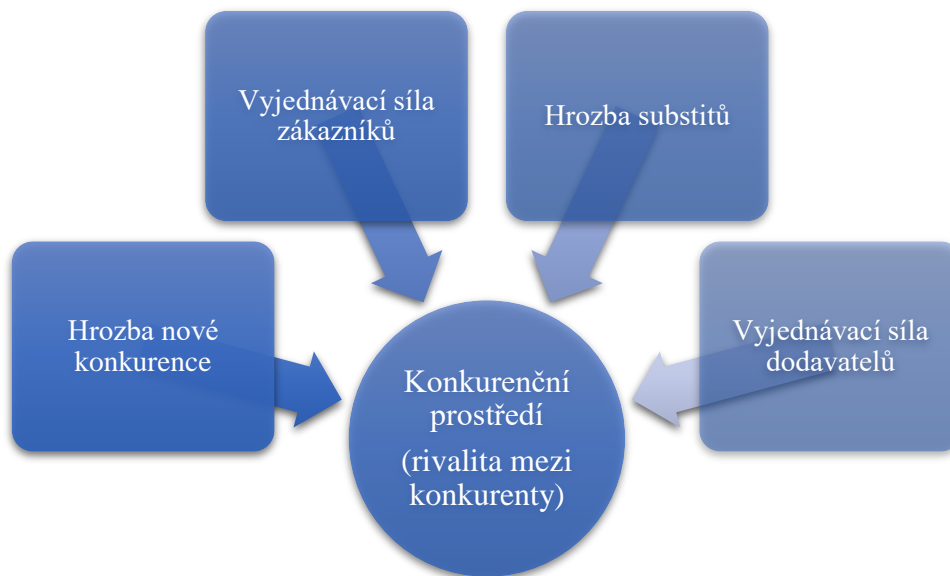 Vyjednávací síla
zákazníků
Hrozba substitů
Hrozba nové
konkurence
Vyjednávací síla
dodavatelů
Konkurenční
prostředí
(rivalita mezi
konkurenty)